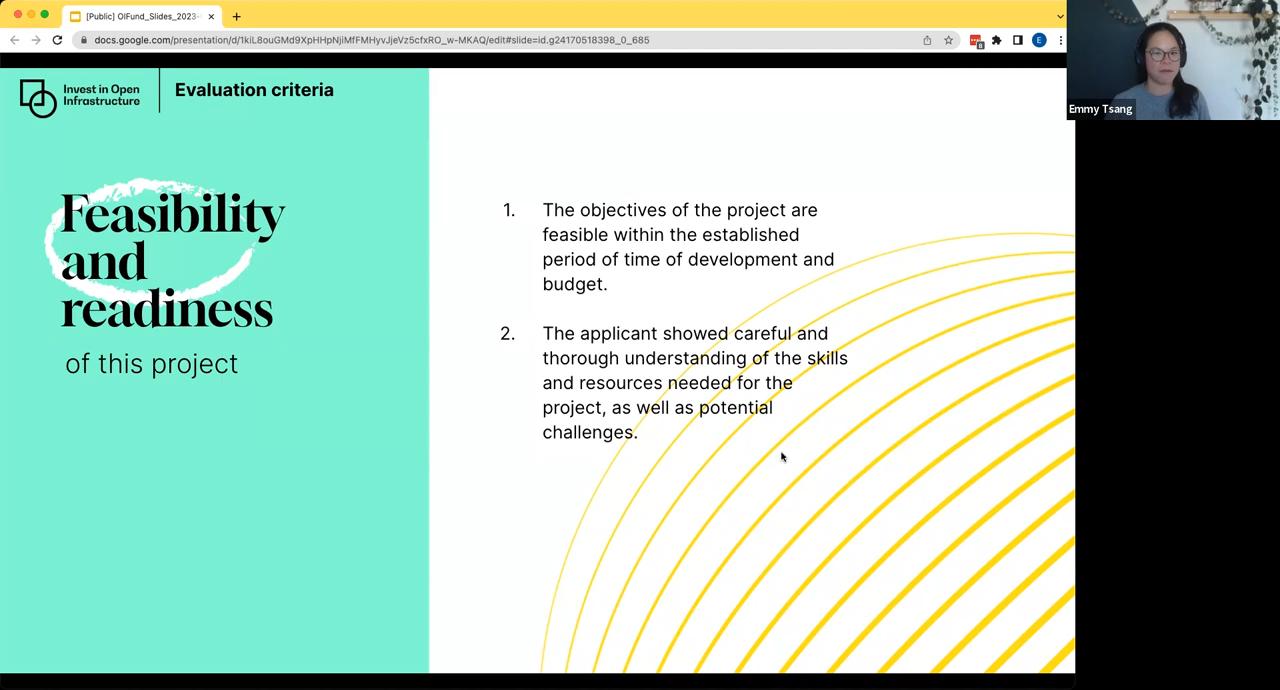 [Public] OIFund_Slides_2023-
docs.google.com/presentation/d/1kiL8ouGMd9XpHHpNjiMfFMHyvJjeVz5cfxRO_w-MKAQ/edit#slide=id.g24170518398_0_685
E
Emmy Tsang
Invest in Open
Infrastructure
Evaluation criteria
Feasibility
and
readiness
of this project
1. The objectives of the project are
feasible within the established
period of time of development and
budget.
2. The applicant showed careful and
thorough understanding of the skills
and resources needed for the
project, as well as potential
challenges.